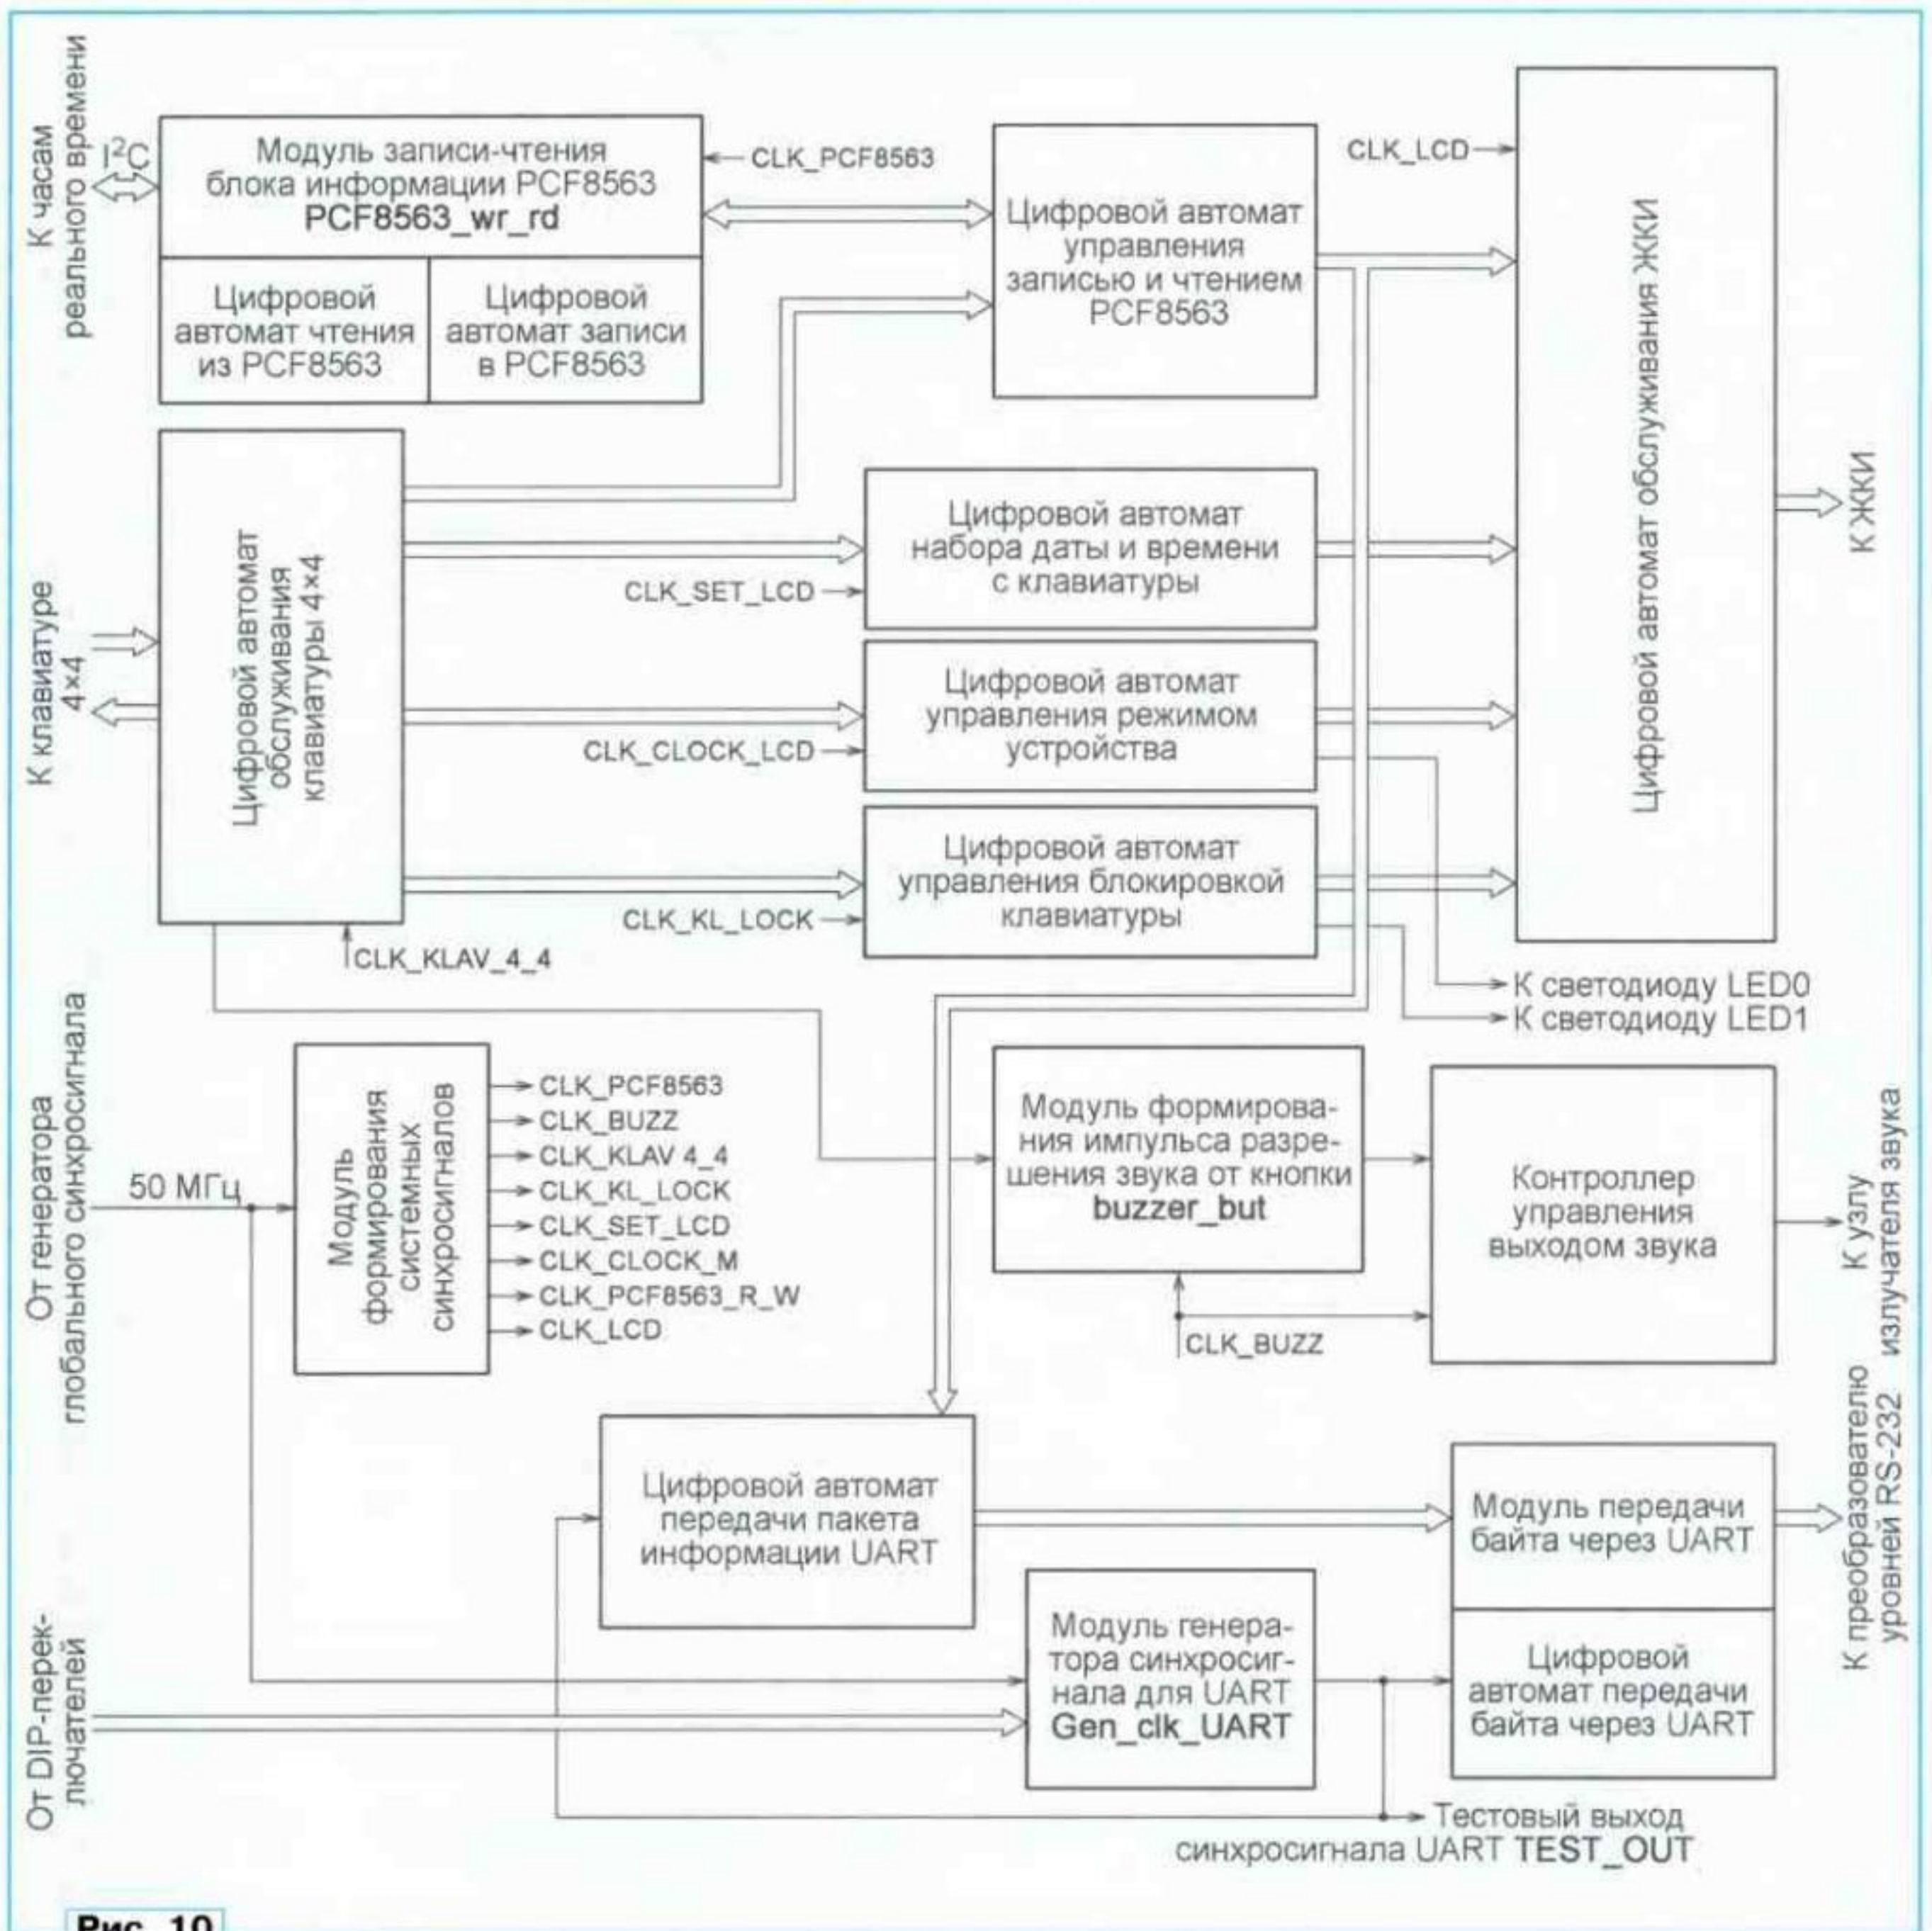 К часам
реального времени
I²C
Модуль записи-чтения
блока информации PCF8563
PCF8563_wr_rd
Цифровой
автомат чтения
из PCF8563
Цифровой
автомат записи
в PCF8563
CLK_PCF8563
Цифровой автомат
управления
записью и чтением
PCF8563
CLK_LCD
Цифровой автомат обслуживания ЖКИ
К ЖКИ
К клавиатуре
4×4
Цифровой автомат
обслуживания
клавиатуры 4×4
CLK_KLAV_4_4
Цифровой автомат
набора даты и времени
с клавиатуры
CLK_SET_LCD
Цифровой автомат
управления режимом
устройства
CLK_CLOCK_LCD
Цифровой автомат
управления блокировкой
клавиатуры
CLK_KL_LOCK
К светодиоду LED0
К светодиоду LED1
От генератора
глобального синхросигнала
50 МГц
Модуль
формирования
системных
синхросигналов
CLK_PCF8563
CLK_BUZZ
CLK_KLAV 4_4
CLK_KL_LOCK
CLK_SET_LCD
CLK_CLOCK_M
CLK_PCF8563_R_W
CLK_LCD
Модуль формирова-
ния импульса разре-
шения звука от кнопки
buzzer_but
CLK_BUZZ
Контроллер
управления
выходом звука
К узлу
излучателя звука
Цифровой автомат
передачи пакета
информации UART
Модуль передачи
байта через UART
Цифровой
автомат передачи
байта через UART
К преобразователю
уровней RS-232
От DIP-перек-
лючателей
Модуль генера-
тора синхросиг-
нала для UART
Gen_clk_UART
Тестовый выход
синхросигнала UART TEST_OUT
Рис. 10